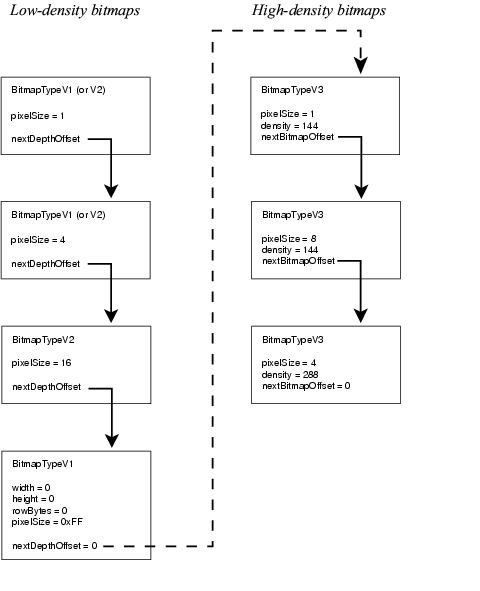 Low-density bitmaps
BitmapTypeV1 (or V2)
pixelSize = 1
nextDepthOffset
BitmapTypeV1 (or V2)
pixelSize = 4
nextDepthOffset
BitmapTypeV2
pixelSize = 16
nextDepthOffset
BitmapTypeV1
width = 0
height = 0
rowBytes = 0
pixelSize = 0xFF
nextDepthOffset = 0
High-density bitmaps
BitmapTypeV3
pixelSize = 1
density = 144
nextBitmapOffset
BitmapTypeV3
pixelSize = 8
density = 144
nextBitmapOffset
BitmapTypeV3
pixelSize = 4
density = 288
nextBitmapOffset = 0